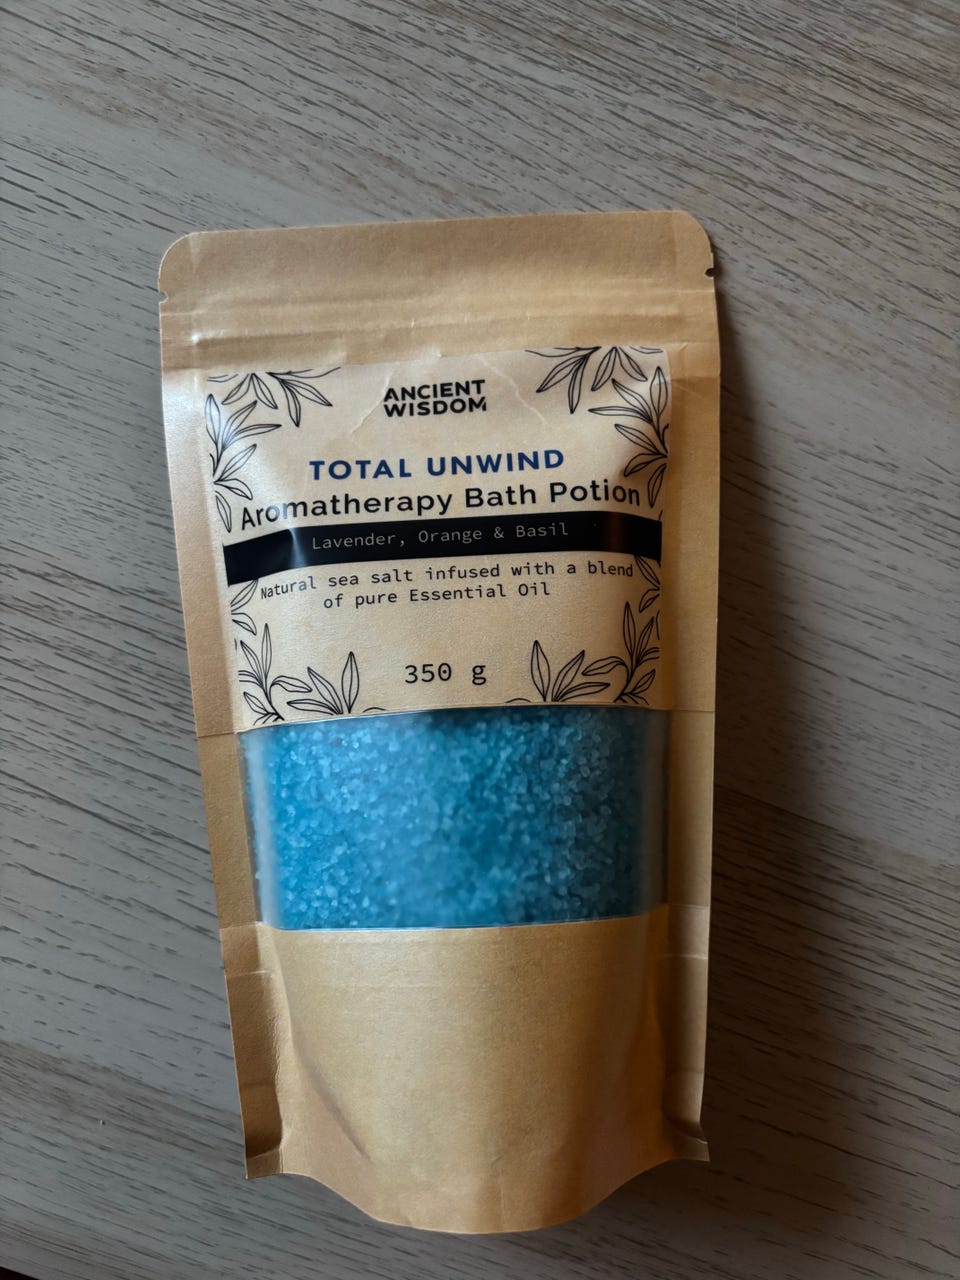 ANCIENT
WISDOM
TOTAL UNWIND
Aromatherapy Bath Potion
Lavender, Orange & Basil
Natural sea salt infused with a blend
of pure Essential Oil
350 g